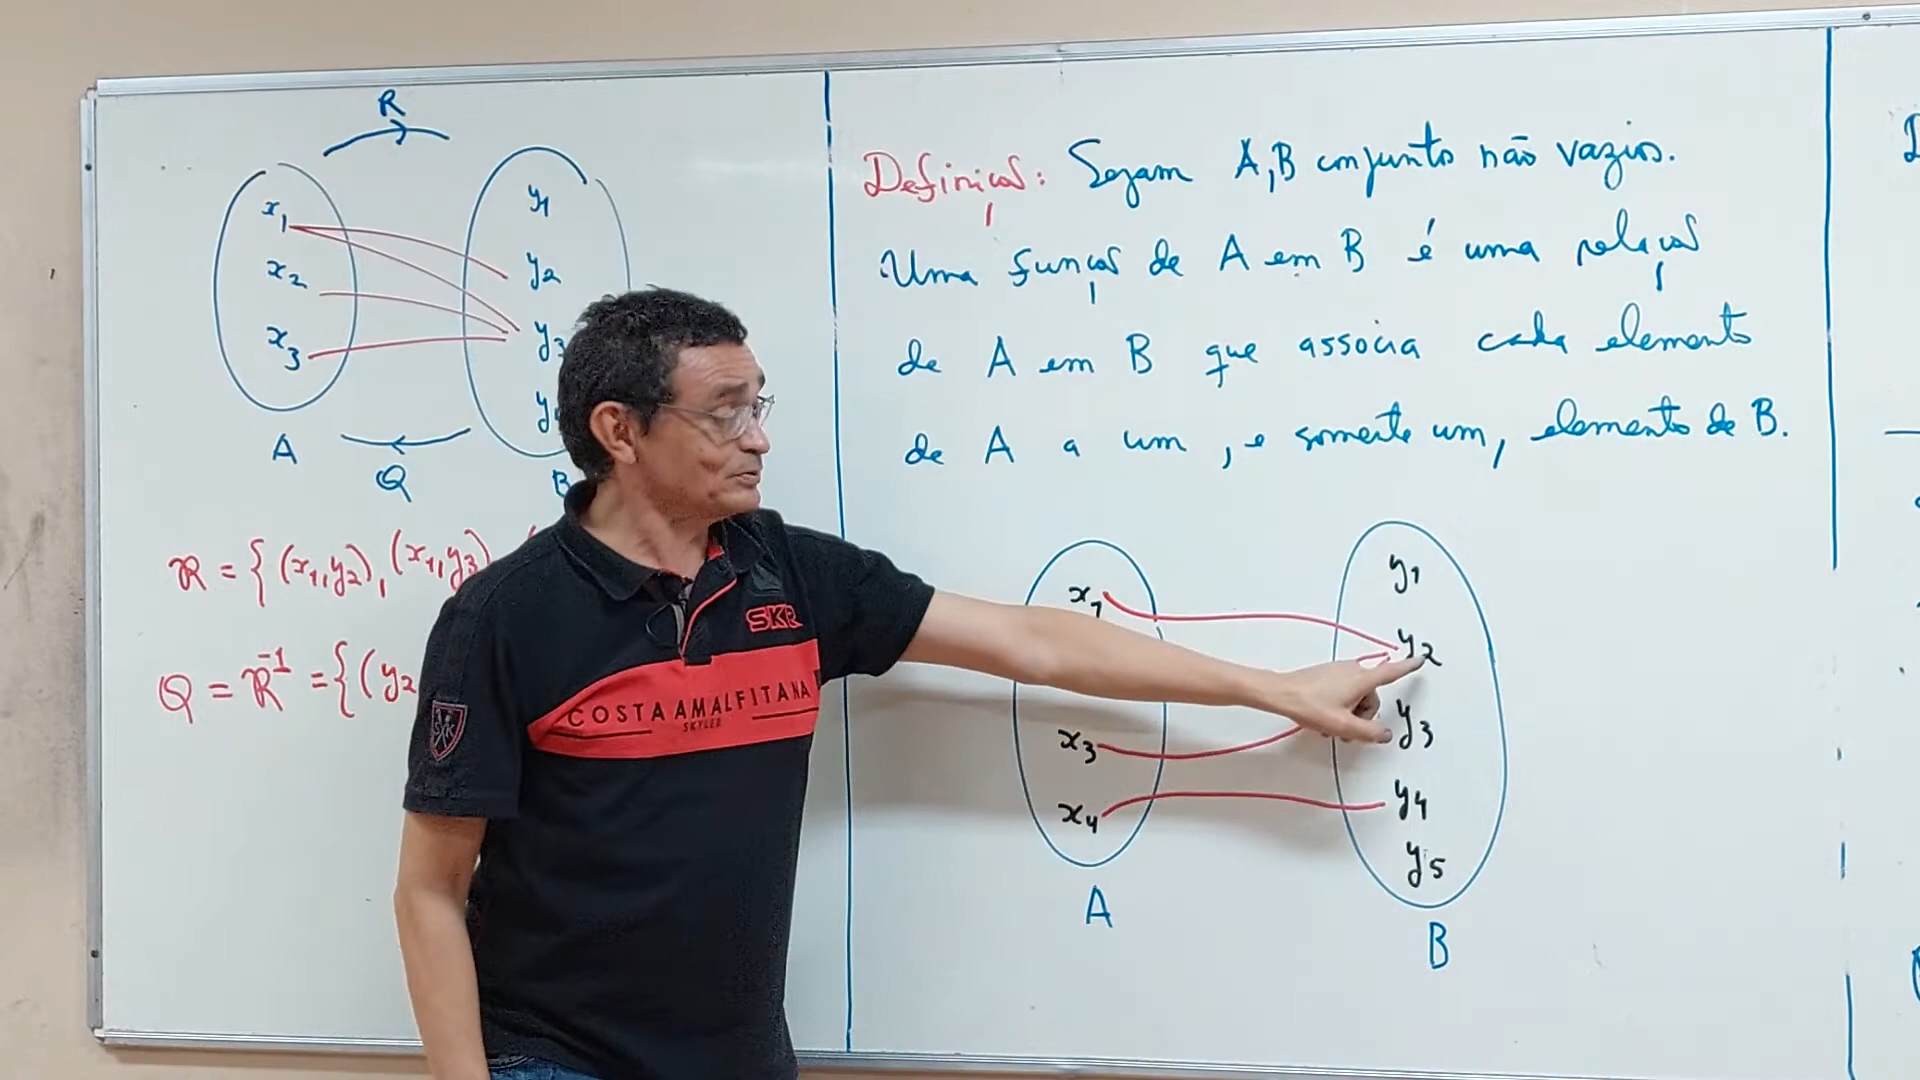 R
x1
x2
x3
A
Q
y1
y2
y3
B
R = { (x1, y2), (x1, y3)
Q = R^-1 = { (y2
Definição: Sejam A, B conjunto não vazios.
Uma função de A em B é uma relação
de A em B que associa cada elemento
de A a um, e somente um, elemento de B.
x1
x3
x4
A
y1
y2
y3
y4
y5
B
SKR
COSTA AMALFITANA
SKYLER
SK